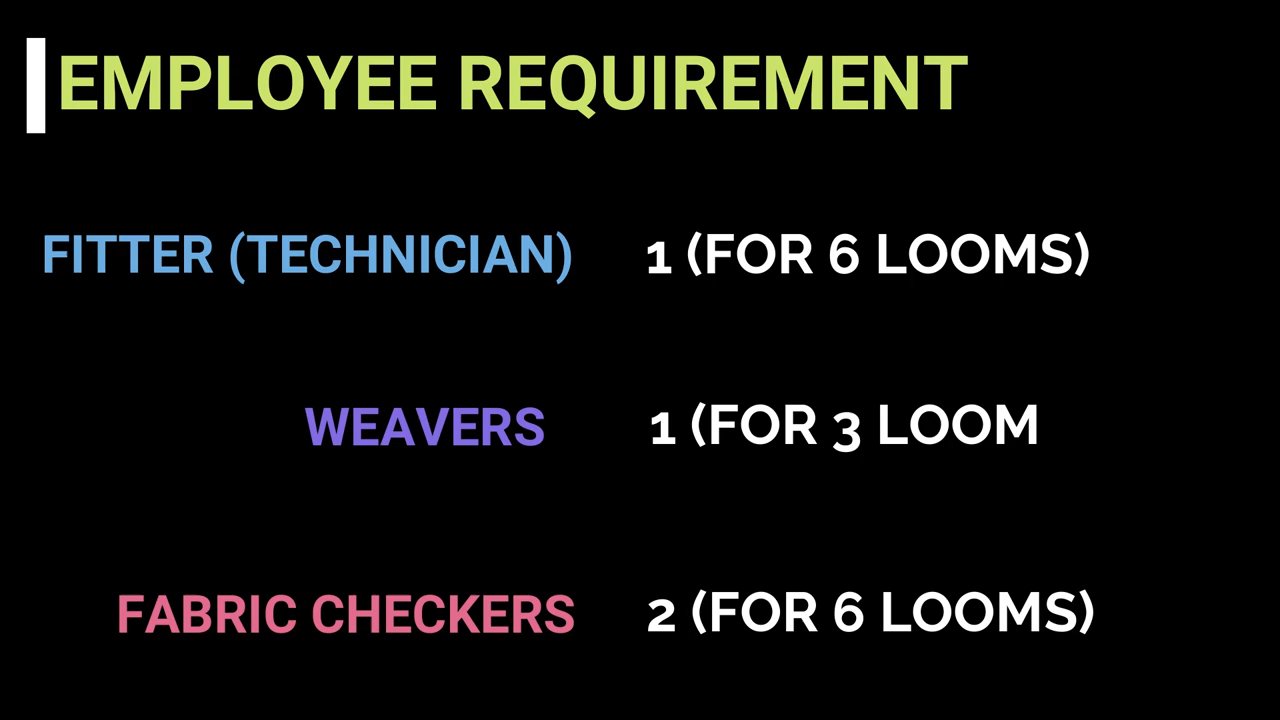 EMPLOYEE REQUIREMENT
FITTER (TECHNICIAN) 1 (FOR 6 LOOMS)
WEAVERS 1 (FOR 3 LOOM
FABRIC CHECKERS 2 (FOR 6 LOOMS)